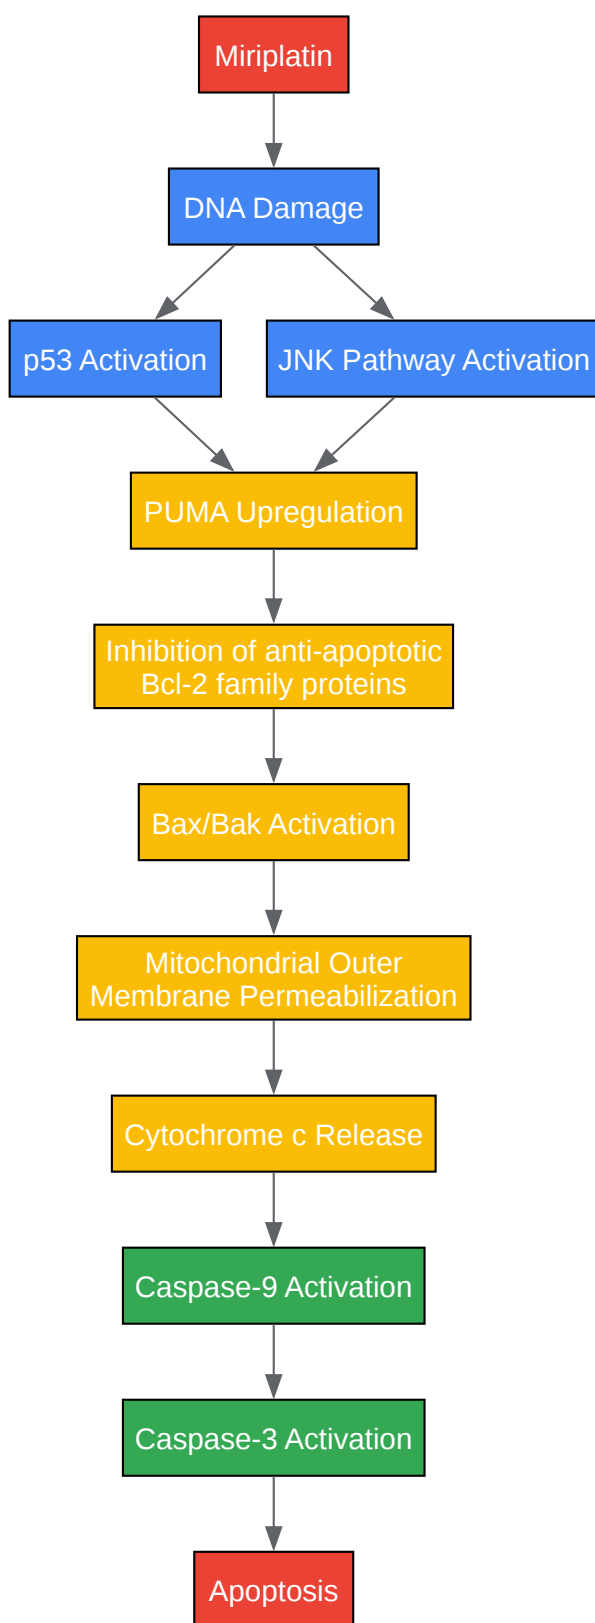 Miriplatin
DNA Damage
p53 Activation
JNK Pathway Activation
PUMA Upregulation
Inhibition of anti-apoptotic
Bcl-2 family proteins
Bax/Bak Activation
Mitochondrial Outer
Membrane Permeabilization
Cytochrome c Release
Caspase-9 Activation
Caspase-3 Activation
Apoptosis